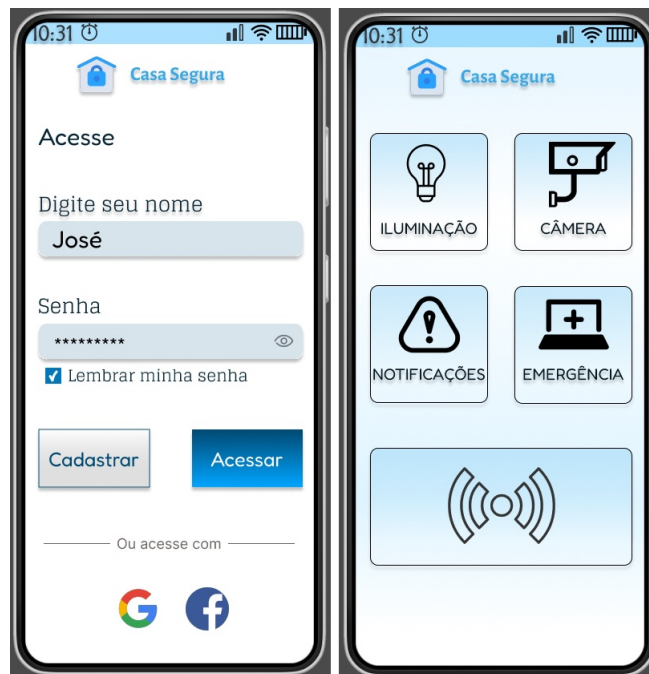 10:31
Casa Segura
Acesse
Digite seu nome
José
Senha
*********
Lembrar minha senha
Cadastrar
Acessar
Ou acesse com
10:31
Casa Segura
ILUMINAÇÃO
CÂMERA
NOTIFICAÇÕES
EMERGÊNCIA